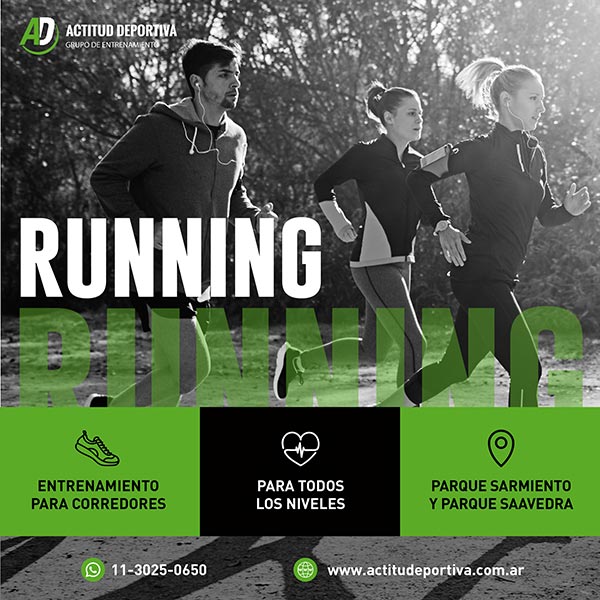 AD ACTITUD DEPORTIVA
GRUPO DE ENTRENAMIENTO
RUNNING
RUNNING
ENTRENAMIENTO
PARA CORREDORES
PARA TODOS
LOS NIVELES
PARQUE SARMIENTO
Y PARQUE SAAVEDRA
11-3025-0650
www.actitudeportiva.com.ar